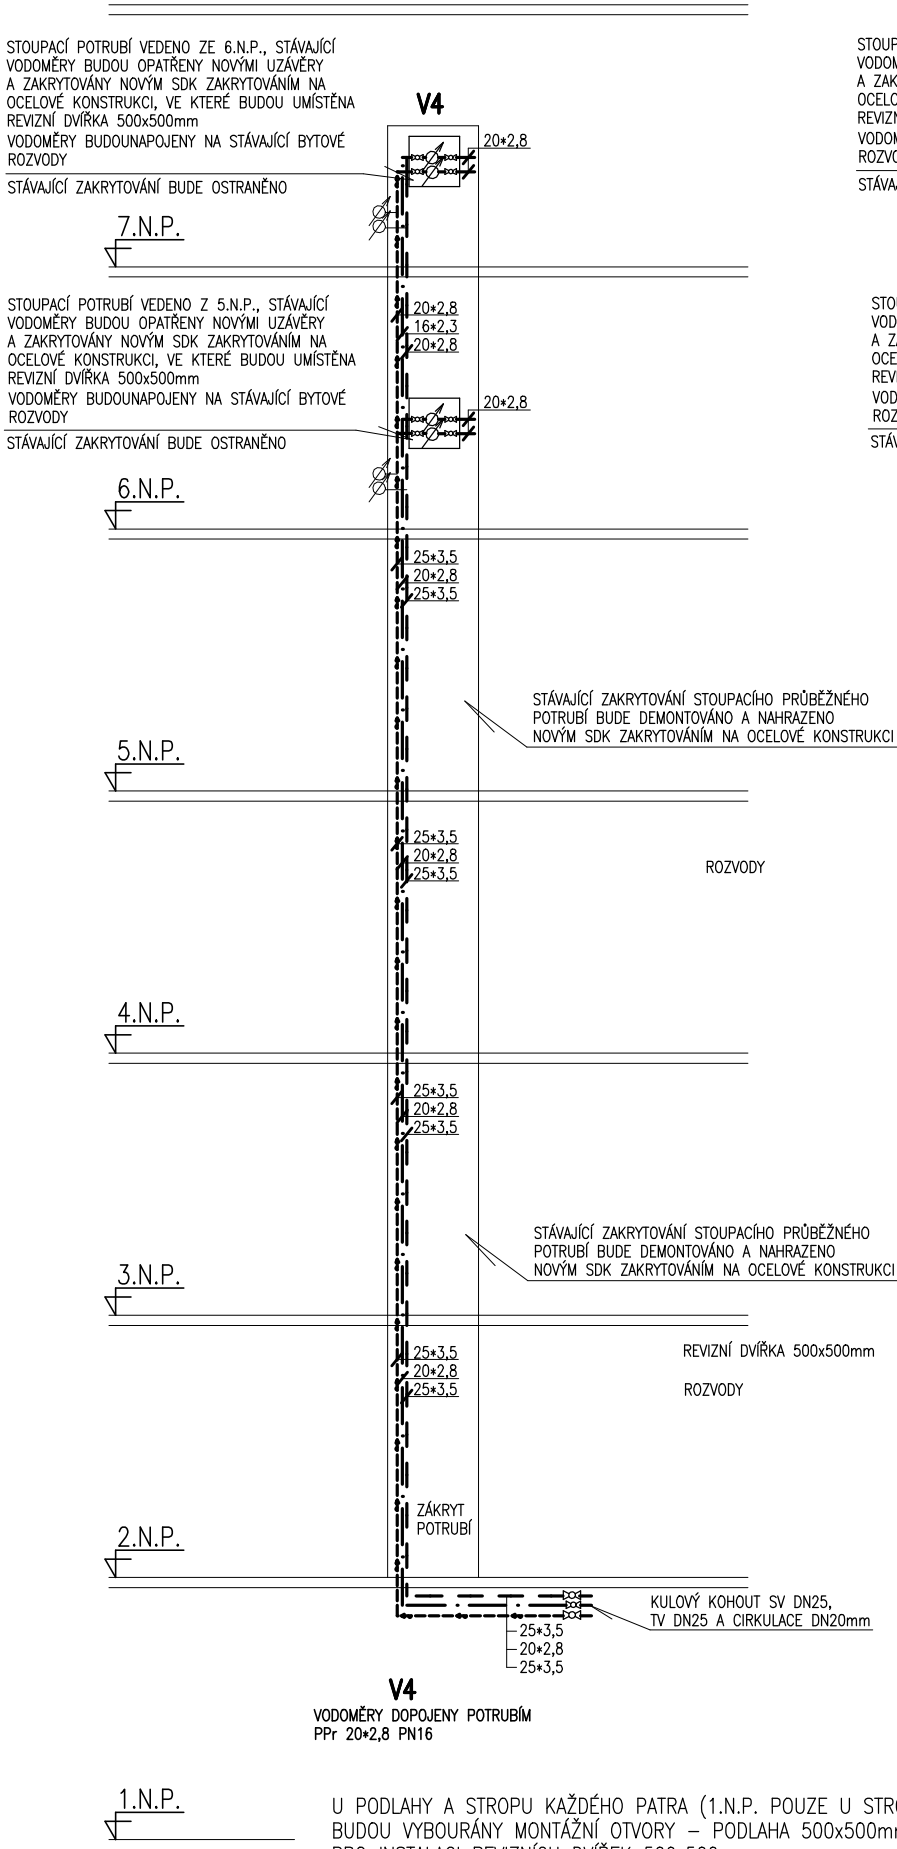 STOUPACÍ POTRUBÍ VEDENO ZE 6.N.P., STÁVAJÍCÍ
VODOMĚRY BUDOU OPATŘENY NOVÝMI UZÁVĚRY
A ZAKRYTOVÁNY NOVÝM SDK ZAKRYTOVÁNÍM NA
OCELOVÉ KONSTRUKCI, VE KTERÉ BUDOU UMÍSTĚNA
REVIZNÍ DVÍŘKA 500x500mm
VODOMĚRY BUDOUNAPOJENY NA STÁVAJÍCÍ BYTOVÉ
ROZVODY
STÁVAJÍCÍ ZAKRYTOVÁNÍ BUDE OSTRANĚNO
V4
20*2,8
7.N.P.
STOUPACÍ POTRUBÍ VEDENO Z 5.N.P., STÁVAJÍCÍ
VODOMĚRY BUDOU OPATŘENY NOVÝMI UZÁVĚRY
A ZAKRYTOVÁNY NOVÝM SDK ZAKRYTOVÁNÍM NA
OCELOVÉ KONSTRUKCI, VE KTERÉ BUDOU UMÍSTĚNA
REVIZNÍ DVÍŘKA 500x500mm
VODOMĚRY BUDOUNAPOJENY NA STÁVAJÍCÍ BYTOVÉ
ROZVODY
STÁVAJÍCÍ ZAKRYTOVÁNÍ BUDE OSTRANĚNO
20*2,8
16*2,3
20*2,8
20*2,8
6.N.P.
25*3,5
20*2,8
25*3,5
STÁVAJÍCÍ ZAKRYTOVÁNÍ STOUPACÍHO PRŮBĚŽNÉHO
POTRUBÍ BUDE DEMONTOVÁNO A NAHRAZENO
NOVÝM SDK ZAKRYTOVÁNÍM NA OCELOVÉ KONSTRUKCI
5.N.P.
25*3,5
20*2,8
25*3,5
ROZVODY
4.N.P.
25*3,5
20*2,8
25*3,5
STÁVAJÍCÍ ZAKRYTOVÁNÍ STOUPACÍHO PRŮBĚŽNÉHO
POTRUBÍ BUDE DEMONTOVÁNO A NAHRAZENO
NOVÝM SDK ZAKRYTOVÁNÍM NA OCELOVÉ KONSTRUKCI
3.N.P.
25*3,5
20*2,8
25*3,5
REVIZNÍ DVÍŘKA 500x500mm
ROZVODY
ZÁKRYT
POTRUBÍ
2.N.P.
KULOVÝ KOHOUT SV DN25,
TV DN25 A CIRKULACE DN20mm
25*3,5
20*2,8
25*3,5
V4
VODOMĚRY DOPOJENY POTRUBÍM
PPr 20*2,8 PN16
1.N.P.
U PODLAHY A STROPU KAŽDÉHO PATRA (1.N.P. POUZE U
BUDOU VYBOURÁNY MONTÁŽNÍ OTVORY – PODLAHA 500x500mm